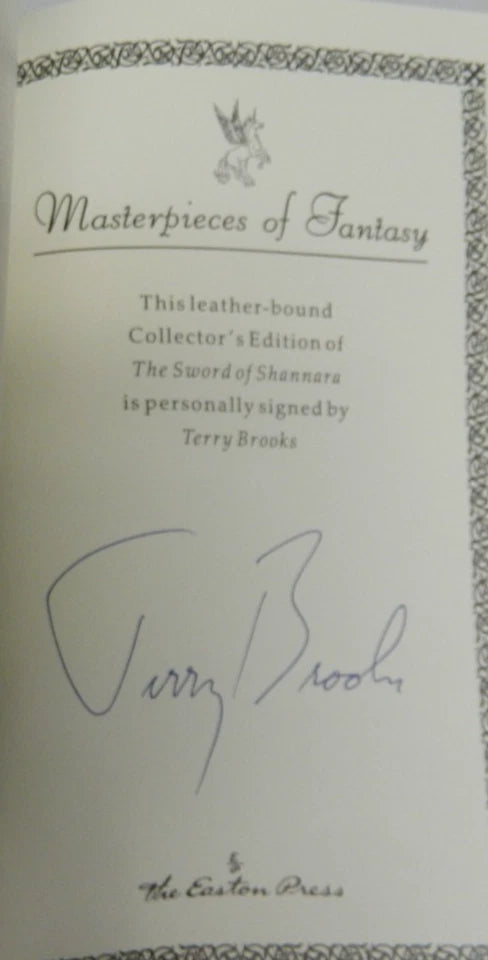 Masterpieces of Fantasy
This leather-bound
Collector's Edition of
The Sword of Shannara
is personally signed by
Terry Brooks
Terry Brooks
The Easton Press